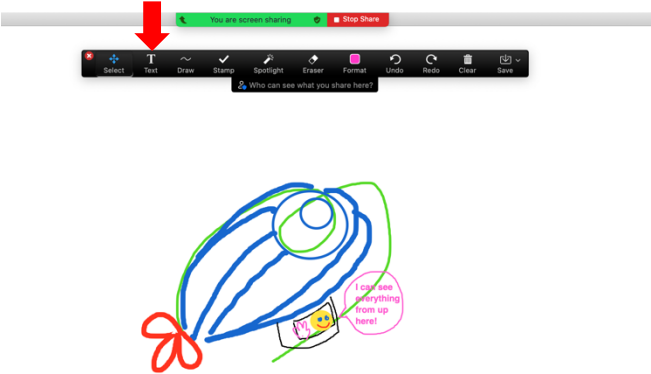 You are screen sharing Stop Share
Select Text Draw Stamp Spotlight Eraser Format Undo Redo Clear Save
Who can see what you share here?
I can see
everything
from up
here!